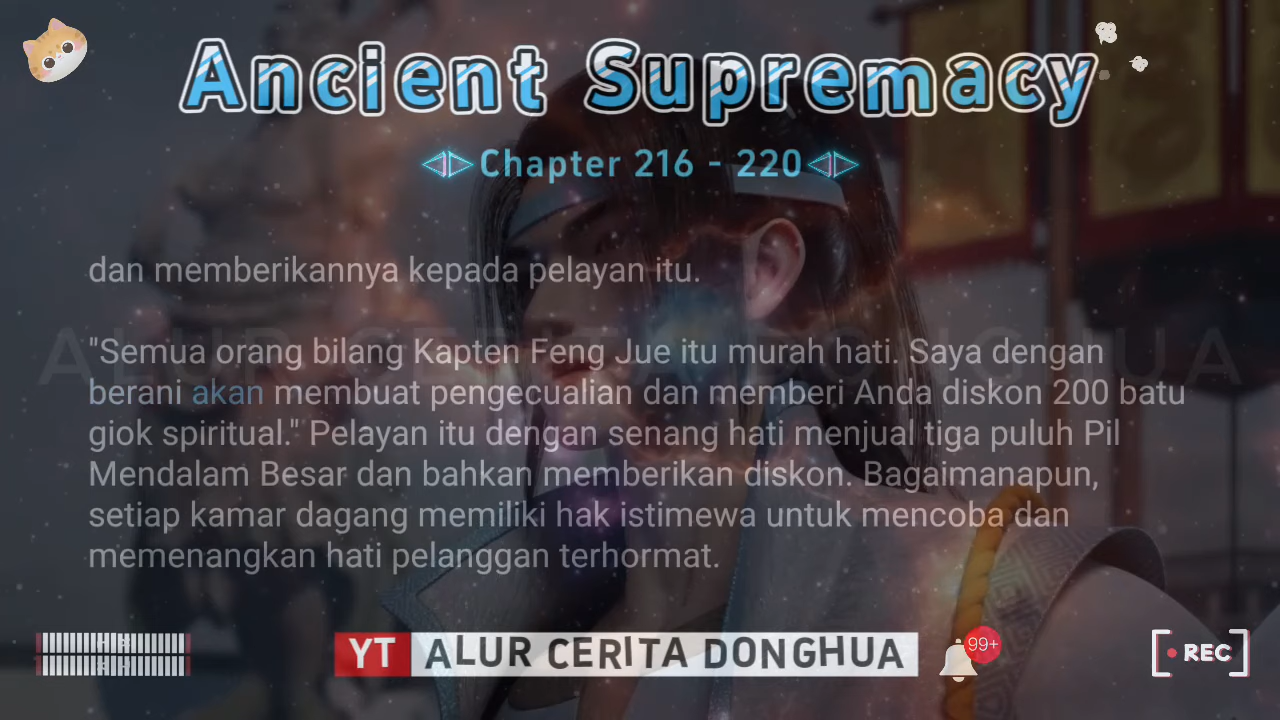 Ancient Supremacy
Chapter 216 - 220
dan memberikannya kepada pelayan itu.
"Semua orang bilang Kapten Feng Jue itu murah hati. Saya dengan
berani akan membuat pengecualian dan memberi Anda diskon 200 batu
giok spiritual." Pelayan itu dengan senang hati menjual tiga puluh Pil
Mendalam Besar dan bahkan memberikan diskon. Bagaimanapun,
setiap kamar dagang memiliki hak istimewa untuk mencoba dan
memenangkan hati pelanggan terhormat.
ALUR CERITA DONGHUA
YT ALUR CERITA DONGHUA
99+
REC